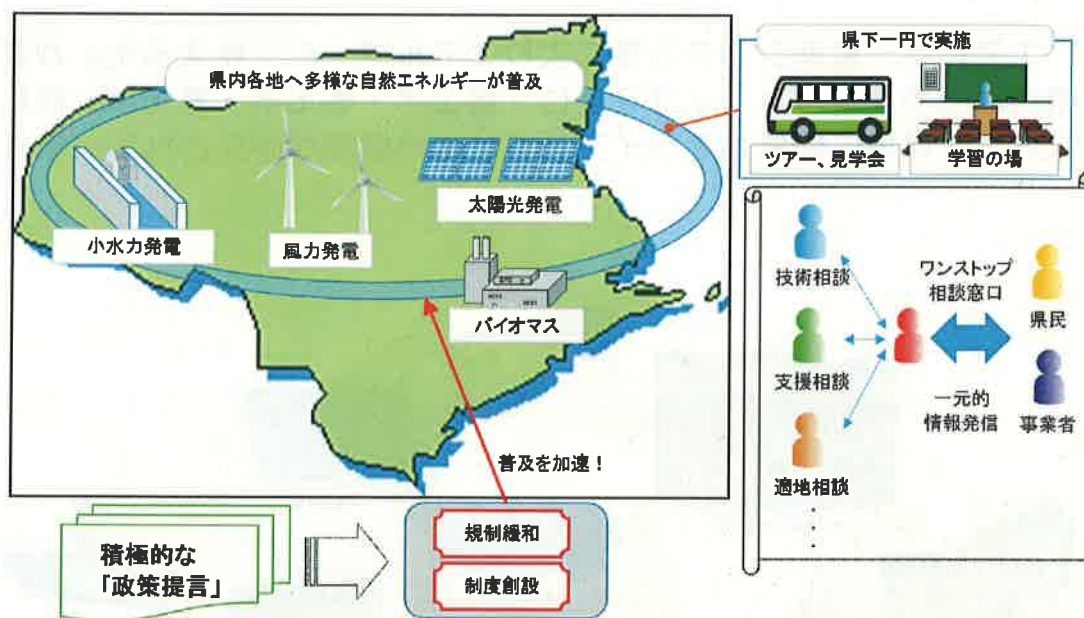 県内各地へ多様な自然エネルギーが普及
小水力発電
風力発電
太陽光発電
バイオマス
普及を加速!
積極的な
「政策提言」
規制緩和
制度創設
県下一円で実施
ツアー、見学会
学習の場
技術相談
支援相談
適地相談
・
・
・
ワンストップ
相談窓口
一元的
情報発信
県民
事業者